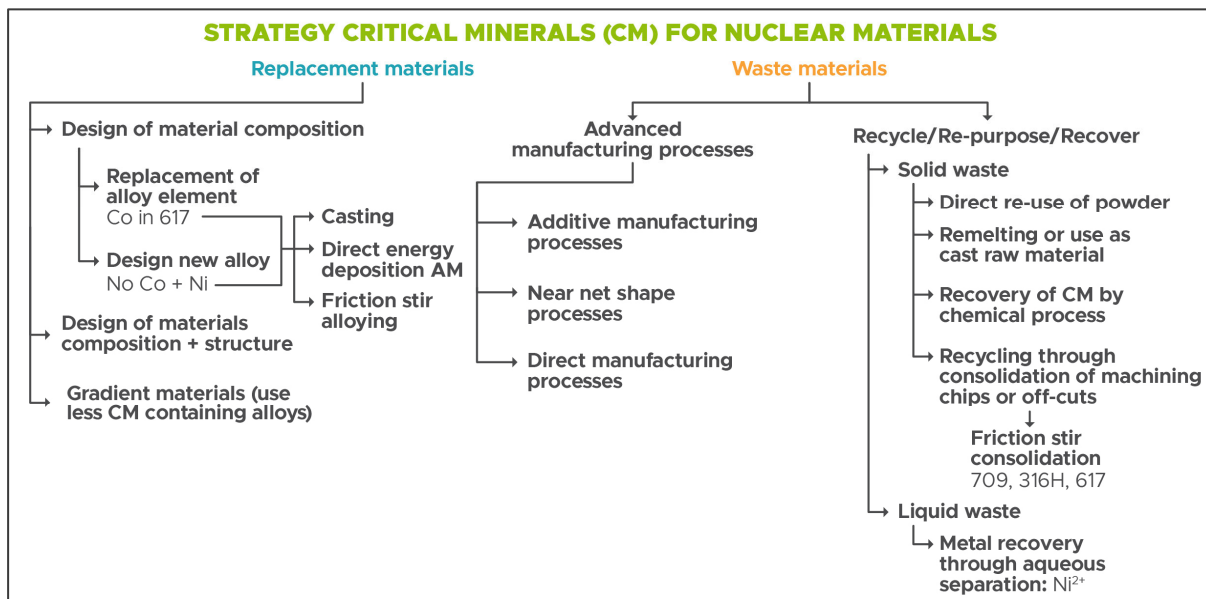 STRATEGY CRITICAL MINERALS (CM) FOR NUCLEAR MATERIALS
Replacement materials
Design of material composition
Replacement of
alloy element
Co in 617
Design new alloy
No Co + Ni
Casting
Direct energy
deposition AM
Friction stir
alloying
Design of materials
composition + structure
Gradient materials (use
less CM containing alloys)
Waste materials
Advanced
manufacturing processes
Additive manufacturing
processes
Near net shape
processes
Direct manufacturing
processes
Recycle/Re-purpose/Recover
Solid waste
Direct re-use of powder
Remelting or use as
cast raw material
Recovery of CM by
chemical process
Recycling through
consolidation of machining
chips or off-cuts
Friction stir
consolidation
709, 316H, 617
Liquid waste
Metal recovery
through aqueous
separation: Ni²⁺